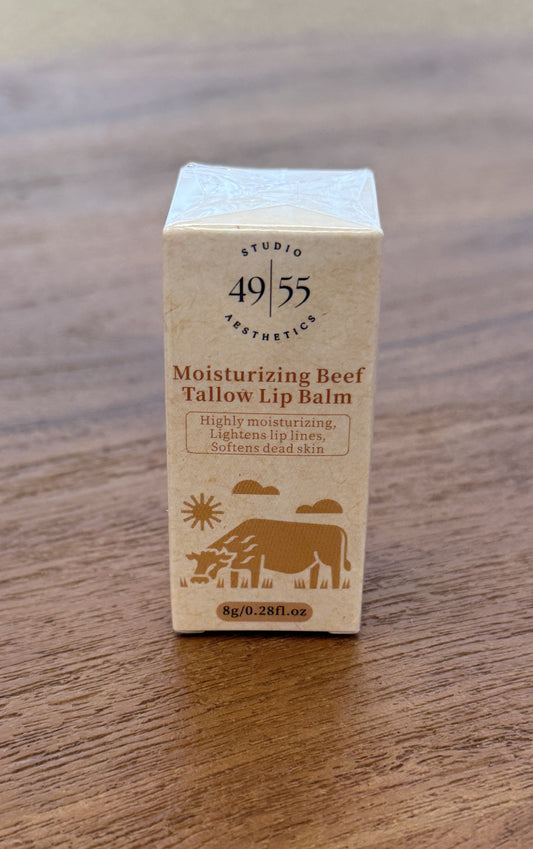 STUDIO
49|55
AESTHETICS
Moisturizing Beef
Tallow Lip Balm
Highly moisturizing,
Lightens lip lines,
Softens dead skin
8g/0.28fl.oz